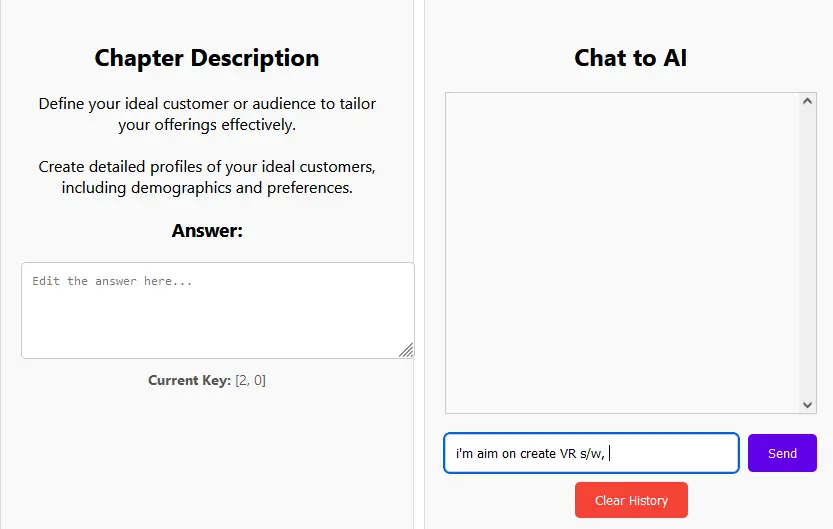 Chapter Description
Define your ideal customer or audience to tailor
your offerings effectively.
Create detailed profiles of your ideal customers,
including demographics and preferences.
Answer:
Edit the answer here...
Current Key: [2, 0]
Chat to AI
i'm aim on create VR s/w,
Send
Clear History